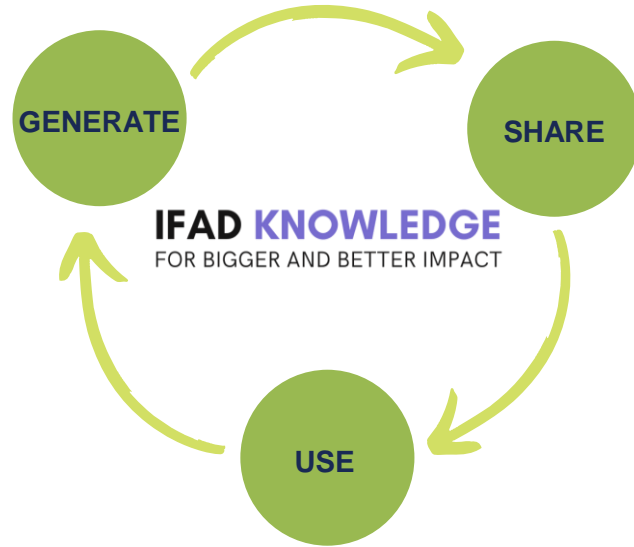 GENERATE
SHARE
IFAD KNOWLEDGE
FOR BIGGER AND BETTER IMPACT
USE